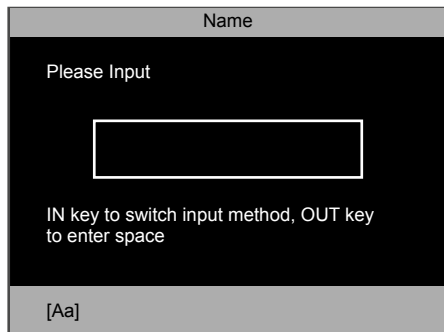 Name
Please Input
IN key to switch input method, OUT key
to enter space
[Aa]